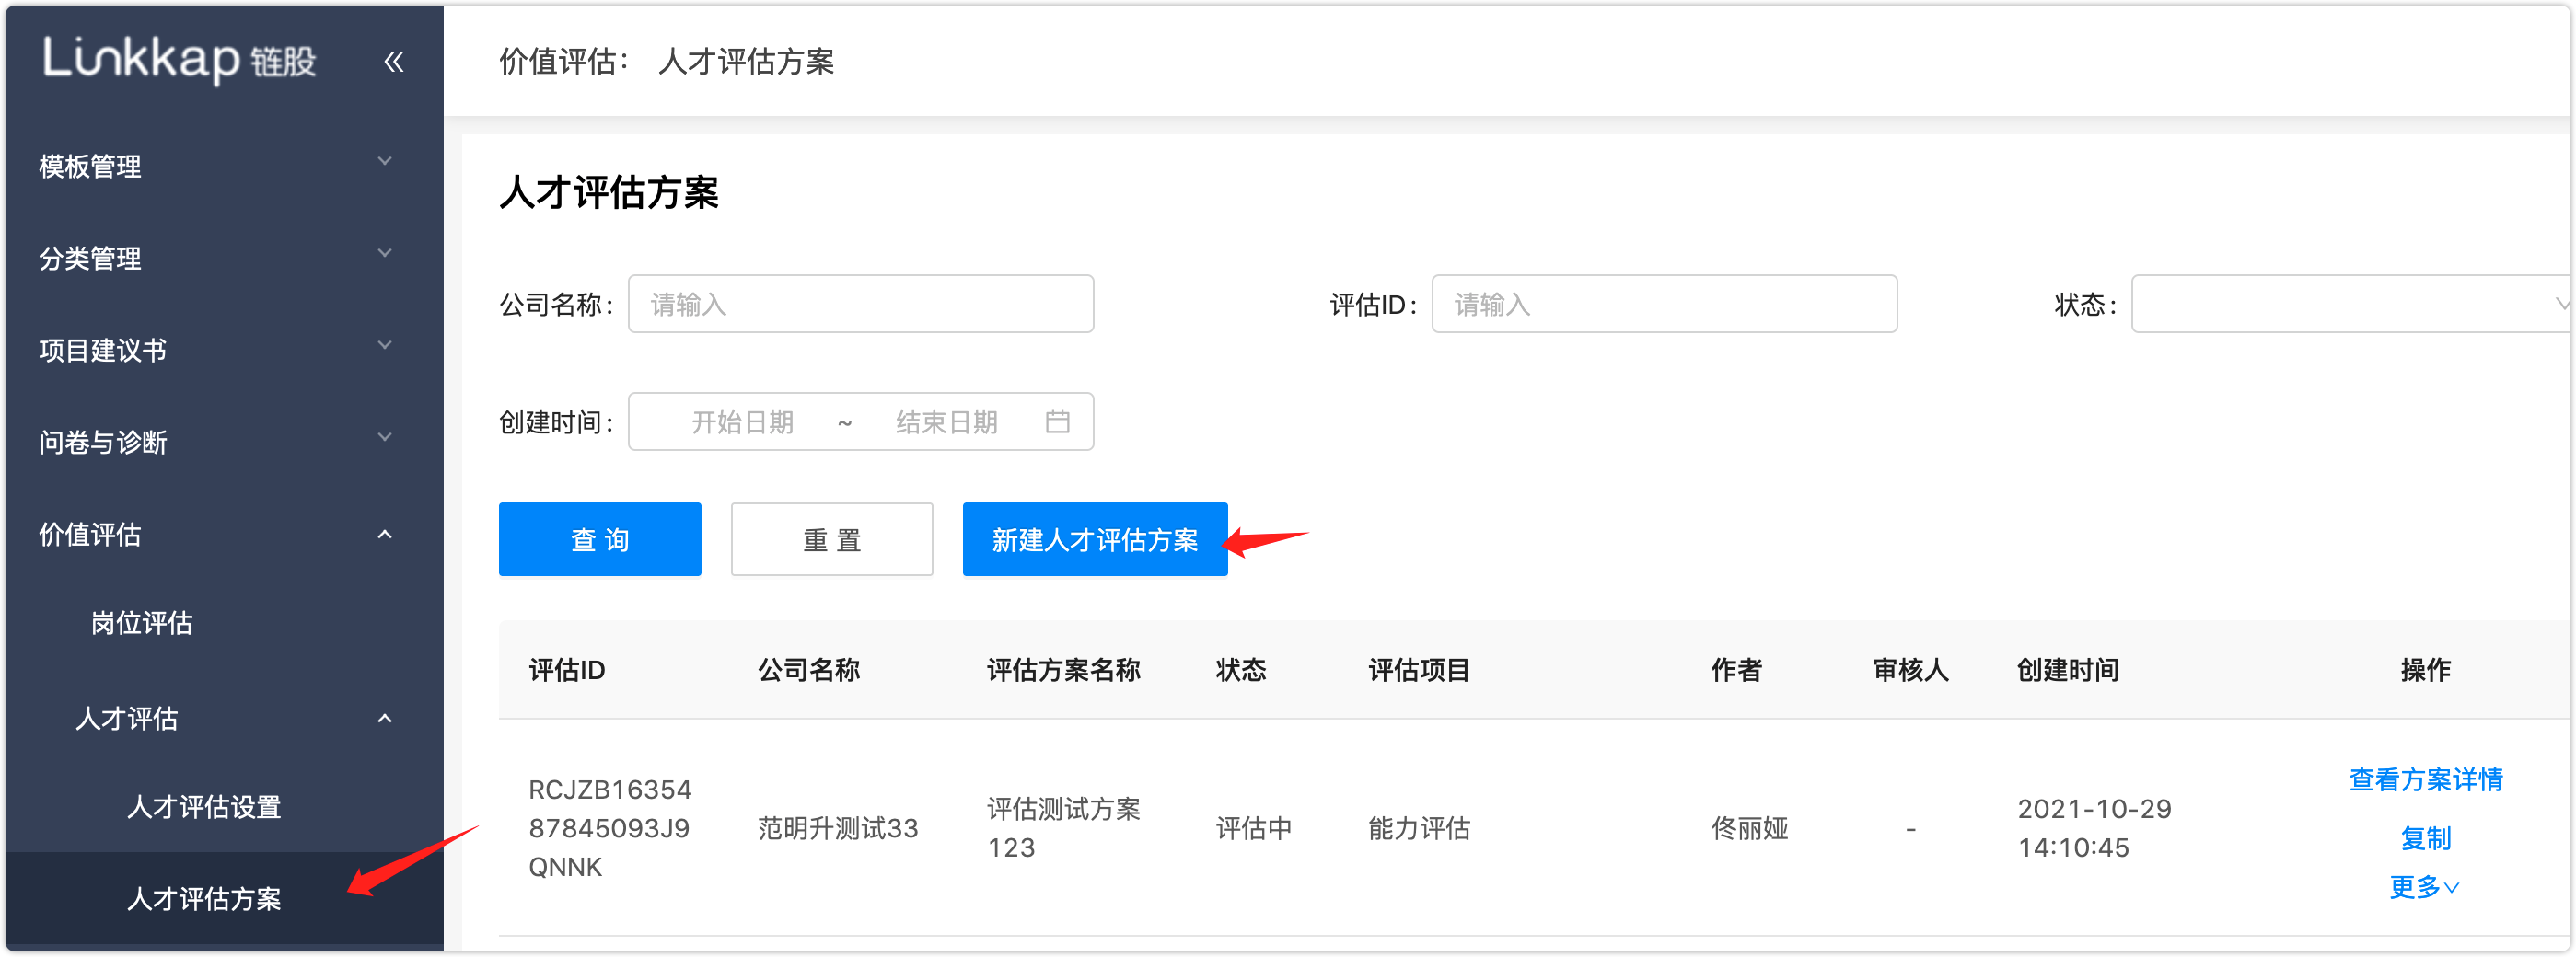 Linkkap 链股
价值评估： 人才评估方案
模板管理
分类管理
项目建议书
问卷与诊断
价值评估
岗位评估
人才评估
人才评估设置
人才评估方案
人才评估方案
公司名称： 请输入
评估ID： 请输入
状态：
创建时间： 开始日期 ~ 结束日期
查 询 重 置 新建人才评估方案
评估ID 公司名称 评估方案名称 状态 评估项目 作者 审核人 创建时间 操作
RCJZB16354
87845093J9
QNNK
范明升测试33
评估测试方案
123
评估中
能力评估
佟丽娅
-
2021-10-29
14:10:45
查看方案详情
复制
更多